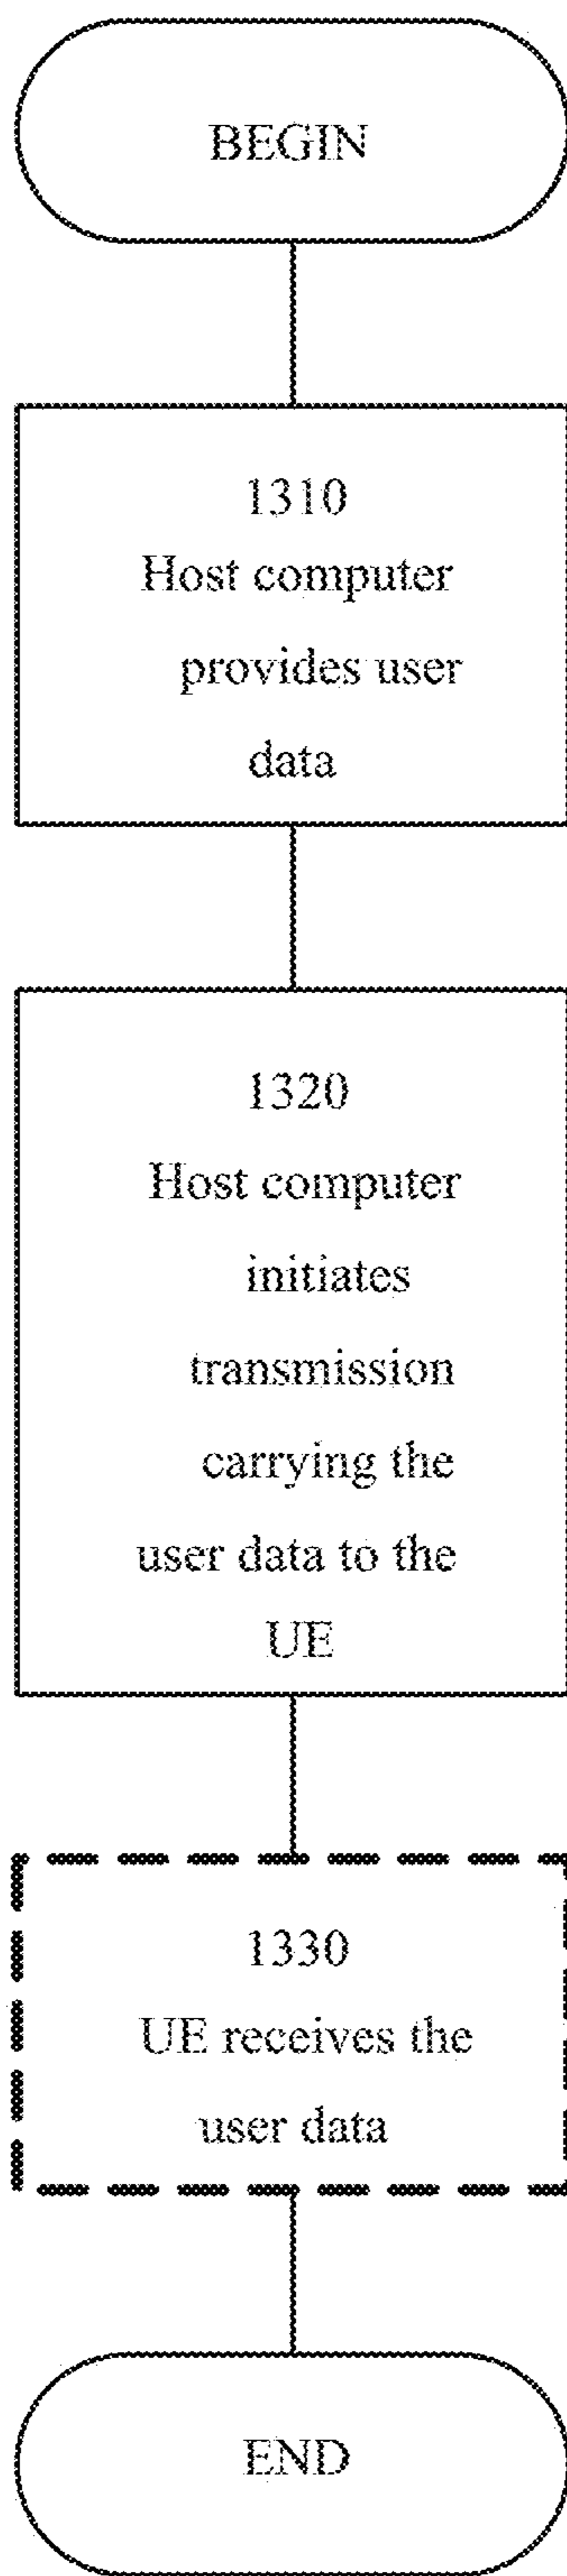 BEGIN
1310
Host computer
provides user
data
1320
Host computer
initiates
transmission
carrying the
user data to the
UE
1330
UE receives the
user data
END